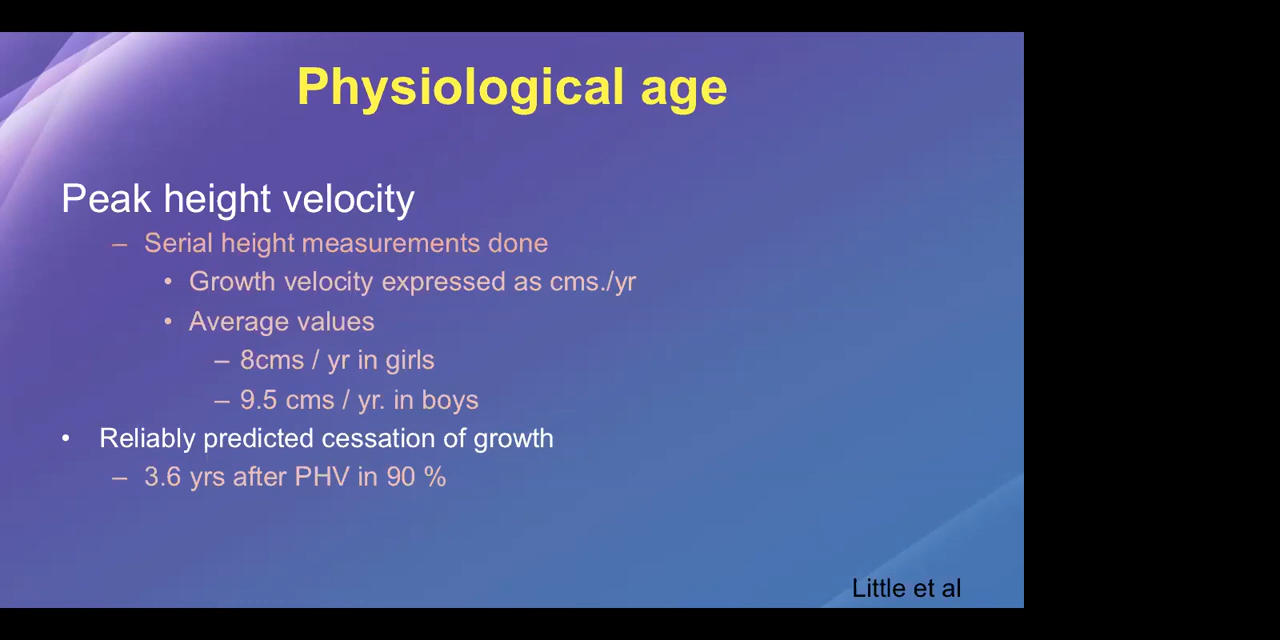 Physiological age
Peak height velocity
– Serial height measurements done
• Growth velocity expressed as cms./yr
• Average values
– 8cms / yr in girls
– 9.5 cms / yr. in boys
• Reliably predicted cessation of growth
– 3.6 yrs after PHV in 90 %
Little et al